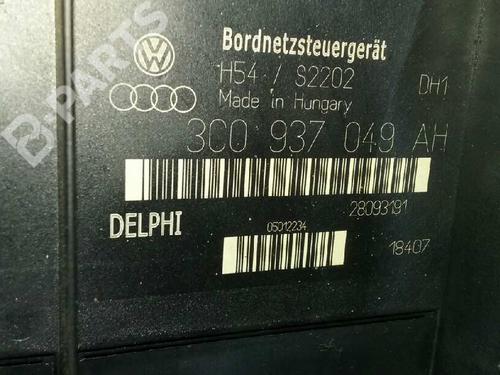 B-PARTS
Bordnetzsteuergerät
H54 / S2202 DH1
Made in Hungary
3C0 937 049 AH
28093191
DELPHI
05012234
18407